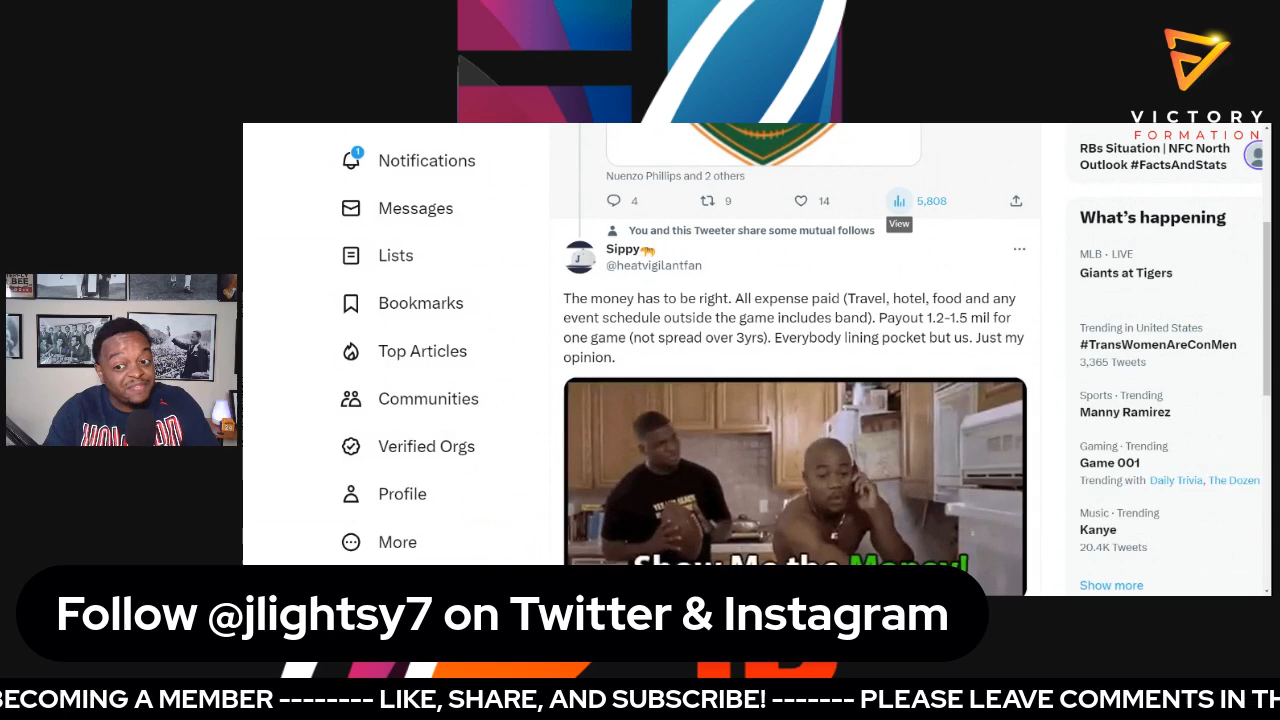 VICTORY
FORMATION
Notifications
1
Messages
Lists
Bookmarks
Top Articles
Communities
Verified Orgs
Profile
More
Nuenzo Phillips and 2 others
4 9 14 5,808
View
You and this Tweeter share some mutual follows
Sippy
@heatvigilantfan
The money has to be right. All expense paid (Travel, hotel, food and any
event schedule outside the game includes band). Payout 1.2-1.5 mil for
one game (not spread over 3yrs). Everybody lining pocket but us. Just my
opinion.
Show Me the Money!
RBs Situation | NFC North
Outlook #FactsAndStats
What's happening
MLB · LIVE
Giants at Tigers
Trending in United States
#TransWomenAreConMen
3,365 Tweets
Sports · Trending
Manny Ramirez
Gaming · Trending
Game 001
Trending with Daily Trivia, The Dozen
Music · Trending
Kanye
20.4K Tweets
Show more
Follow @jlightsy7 on Twitter & Instagram
BECOMING A MEMBER -------- LIKE, SHARE, AND SUBSCRIBE! ------- PLEASE LEAVE COMMENTS IN TH